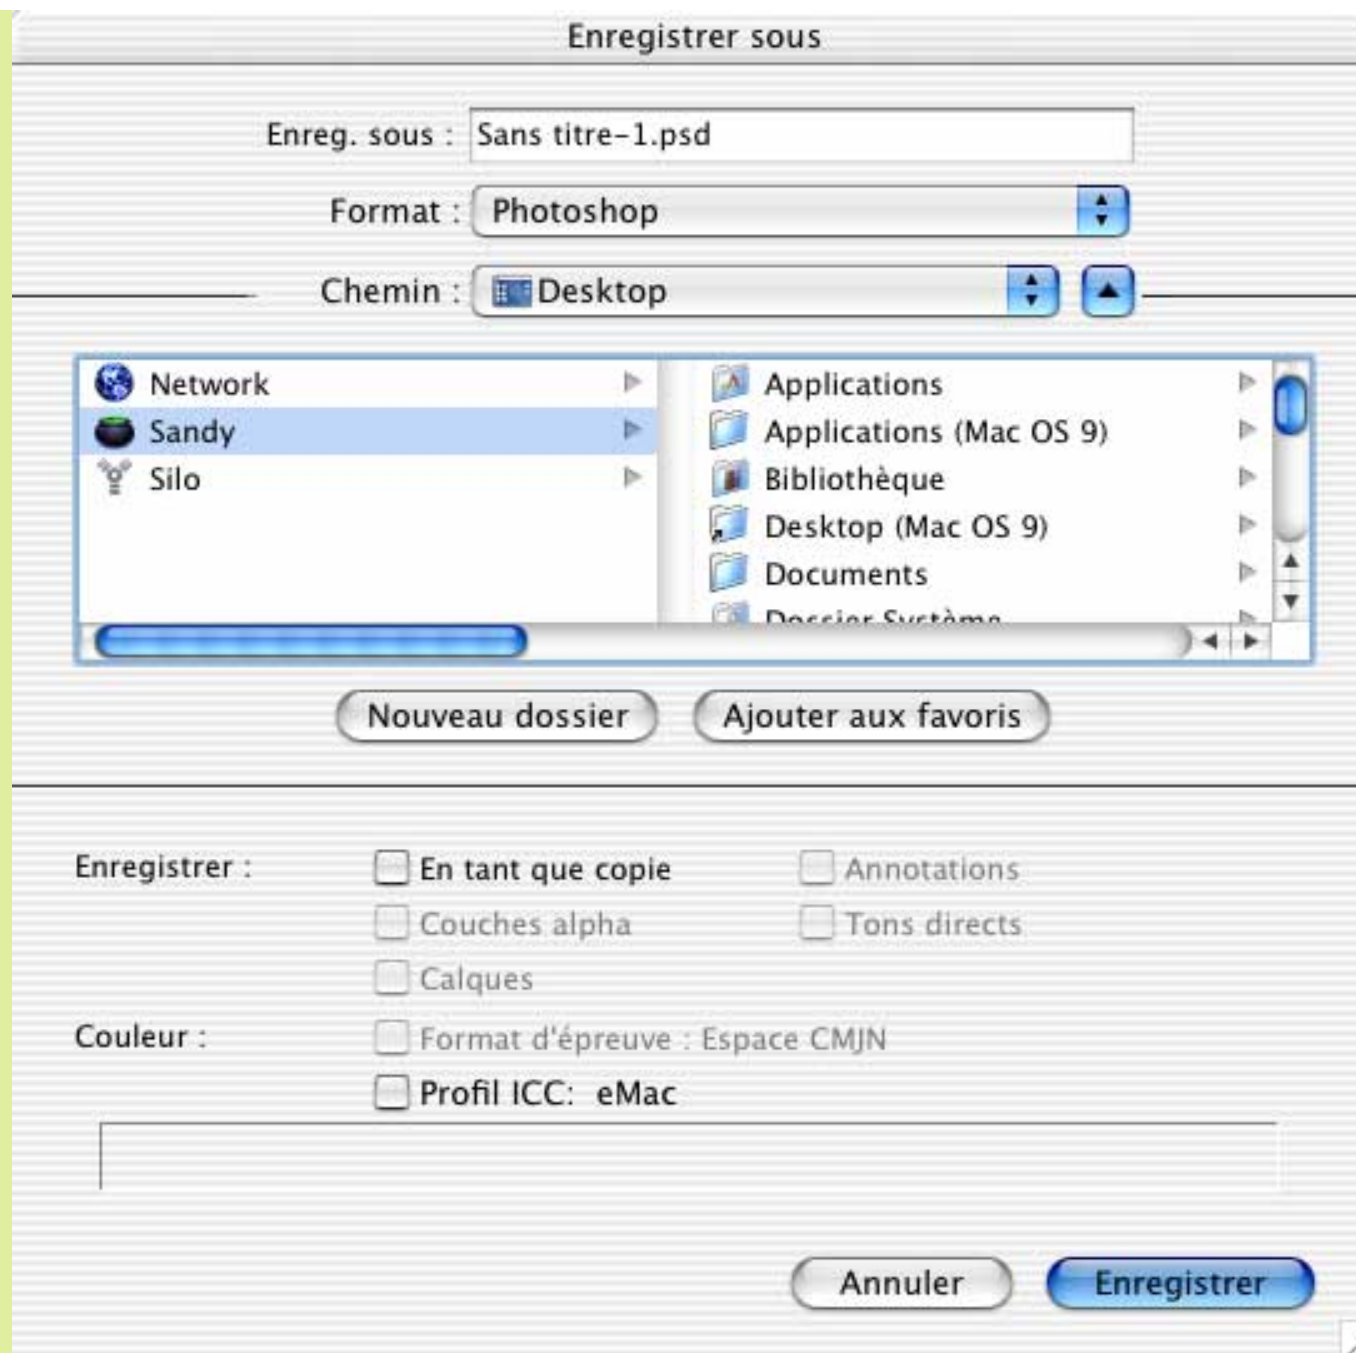 Enregistrer sous
Enreg. sous : Sans titre-1.psd
Format : Photoshop
Chemin : Desktop
Network
Sandy
Silo
Applications
Applications (Mac OS 9)
Bibliothèque
Desktop (Mac OS 9)
Documents
Dossier Système
Nouveau dossier Ajouter aux favoris
Enregistrer : En tant que copie Annotations
Couches alpha Tons directs
Calques
Couleur : Format d'épreuve : Espace CMJN
Profil ICC: eMac
Annuler Enregistrer